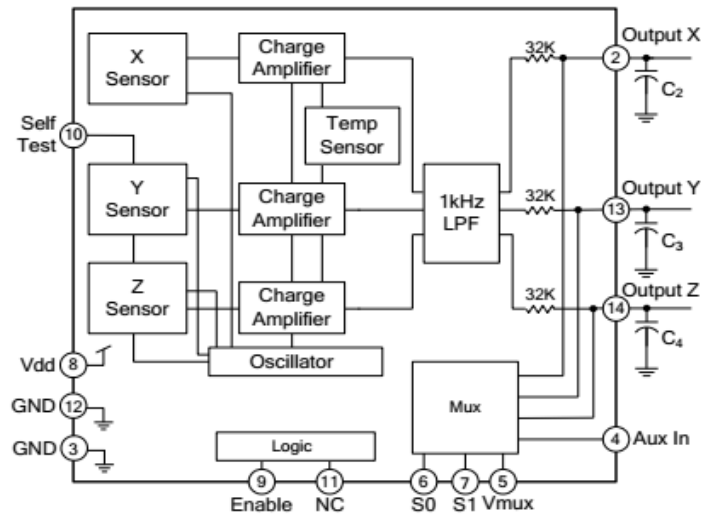 X
Sensor
Charge
Amplifier
32K
2
Output X
C₂
Self
Test
10
Temp
Sensor
Y
Sensor
Charge
Amplifier
1kHz
LPF
32K
13
Output Y
C₃
Z
Sensor
Charge
Amplifier
32K
14
Output Z
C₄
Oscillator
Vdd
8
GND
12
GND
3
Mux
4
Aux In
Logic
9
11
6
7
5
Enable
NC
S0
S1
Vmux